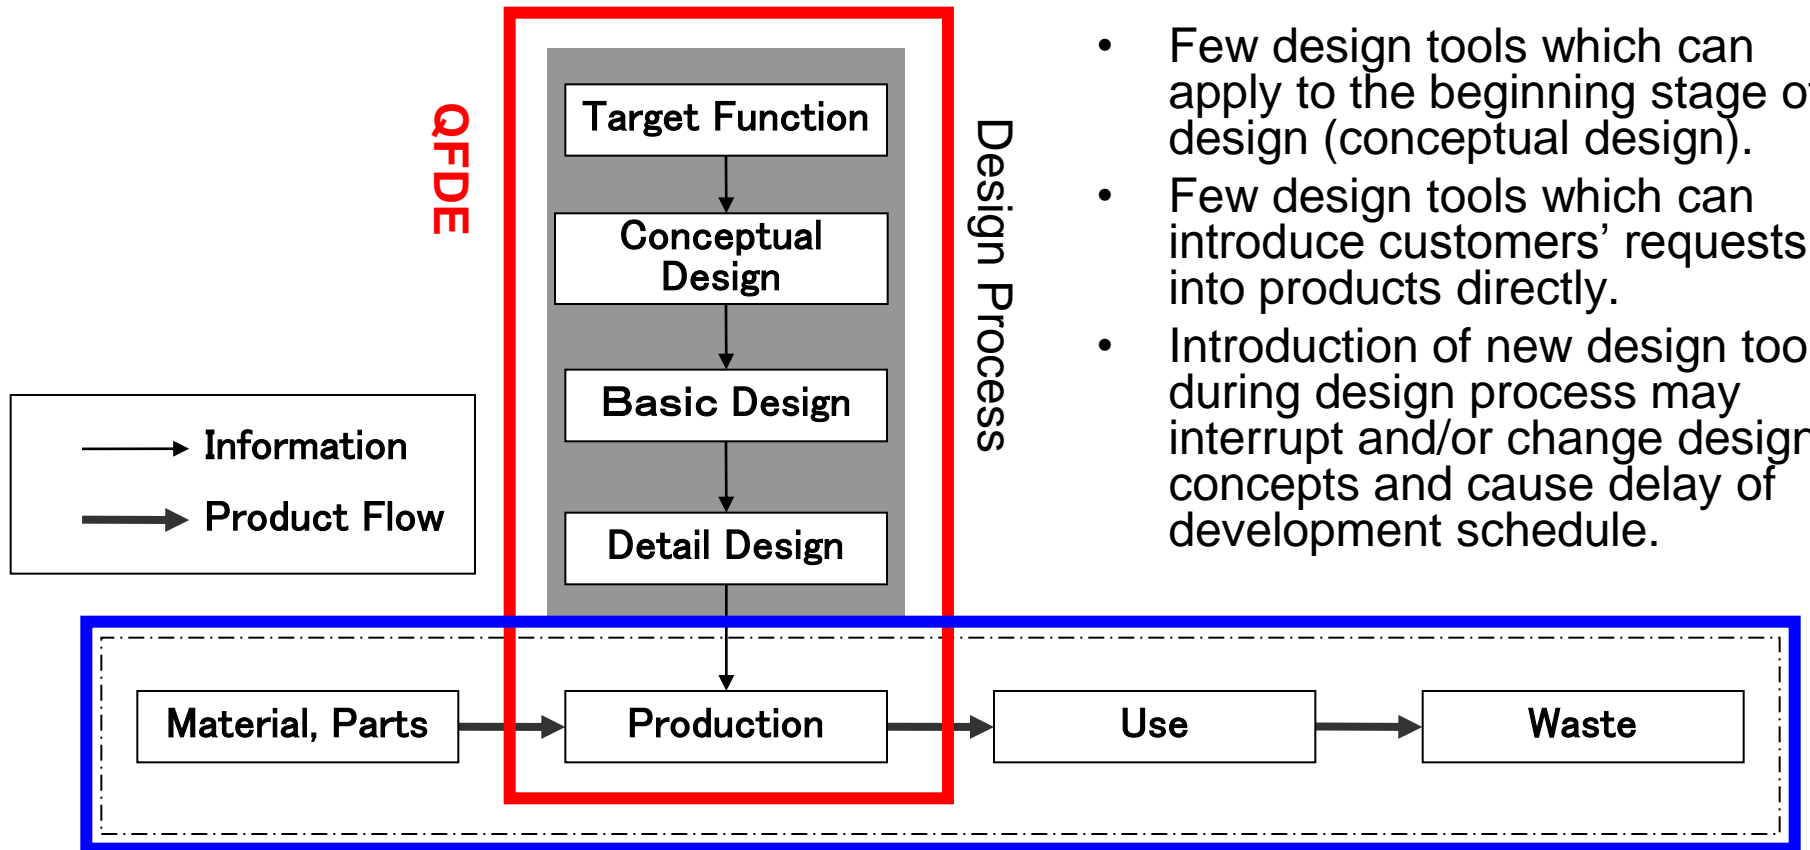 QFDE
Target Function
Conceptual
Design
Basic Design
Detail Design
Design Process
Information
Product Flow
Material, Parts
Production
Use
Waste
• Few design tools which can
apply to the beginning stage of
design (conceptual design).
• Few design tools which can
introduce customers’ requests
into products directly.
• Introduction of new design too
during design process may
interrupt and/or change design
concepts and cause delay of
development schedule.